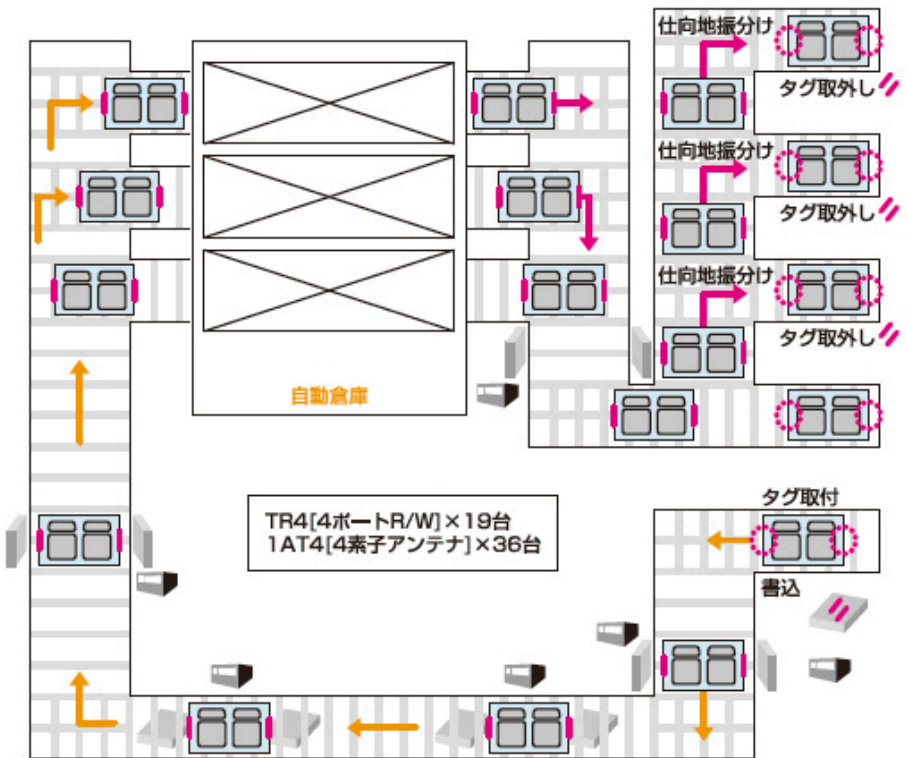 仕向地振分け
タグ取外し
仕向地振分け
タグ取外し
仕向地振分け
タグ取外し
自動倉庫
TR4[4ポートR/W]×19台
1AT4[4素子アンテナ]×36台
タグ取付
書込